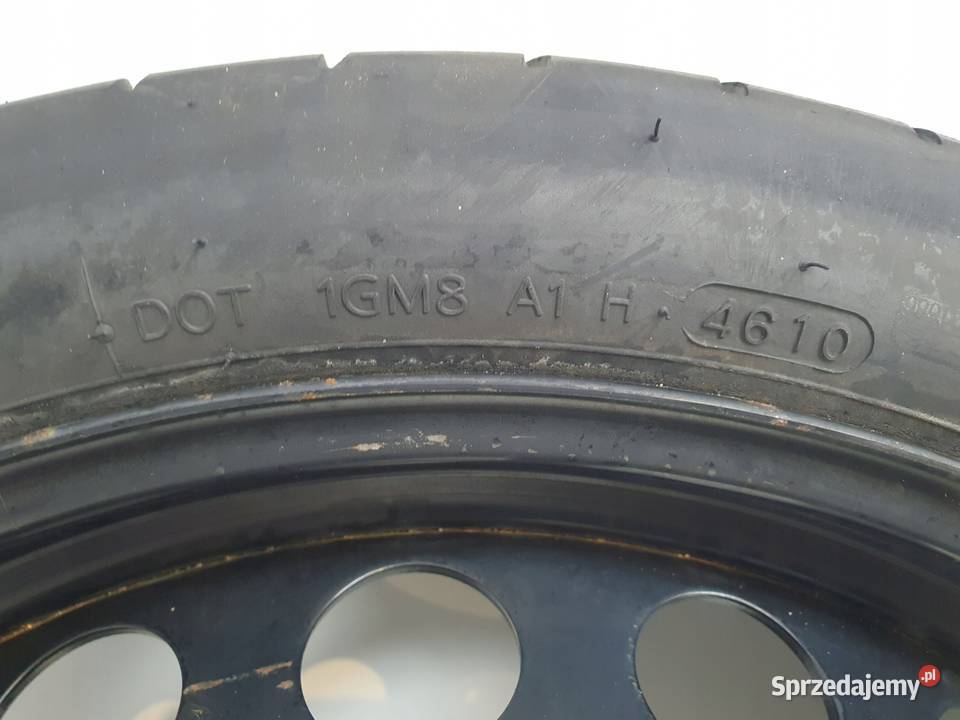 DOT 1GM8 A1 H 4610
Sprzedajemy.pl